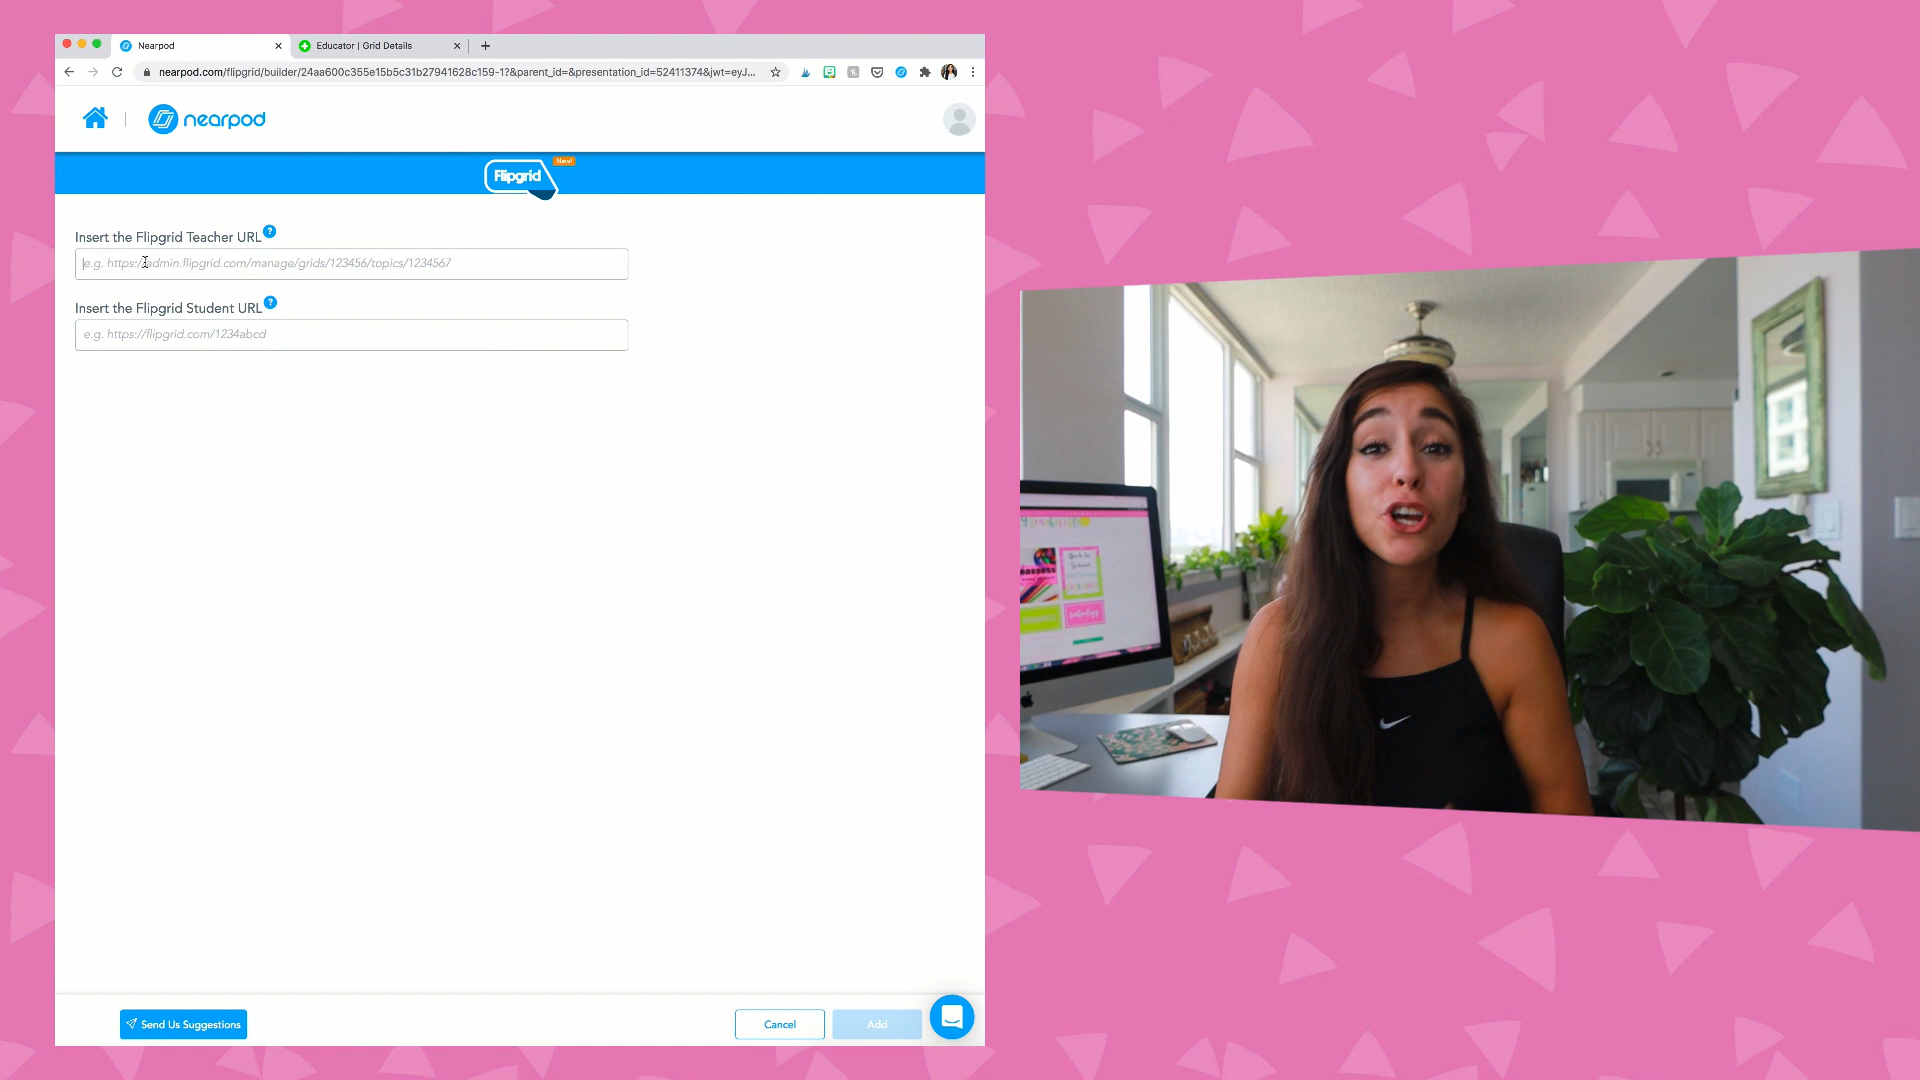 Nearpod
Educator | Grid Details
nearpod.com/flipgrid/builder/24aa600c355e15b5c31b27941628c159-1?&parent_id=&presentation_id=52411374&jwt=eyJ...
nearpod
Flipgrid
New!
Insert the Flipgrid Teacher URL ?
e.g. https://admin.flipgrid.com/manage/grids/123456/topics/1234567
Insert the Flipgrid Student URL ?
e.g. https://flipgrid.com/1234abcd
Send Us Suggestions
Cancel
Add
technology